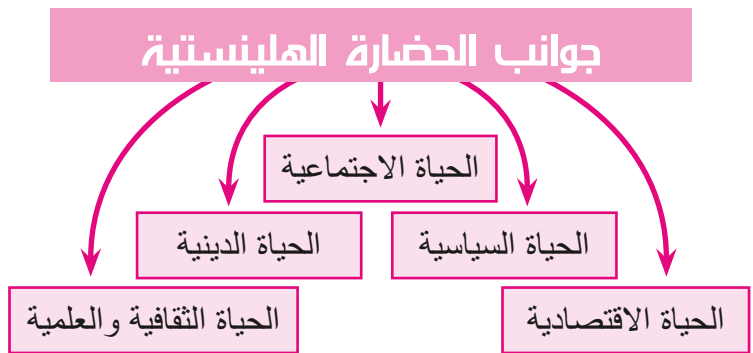 جوانب الحضارة الهلينستية
الحياة الاجتماعية
الحياة السياسية
الحياة الدينية
الحياة الاقتصادية
الحياة الثقافية والعلمية